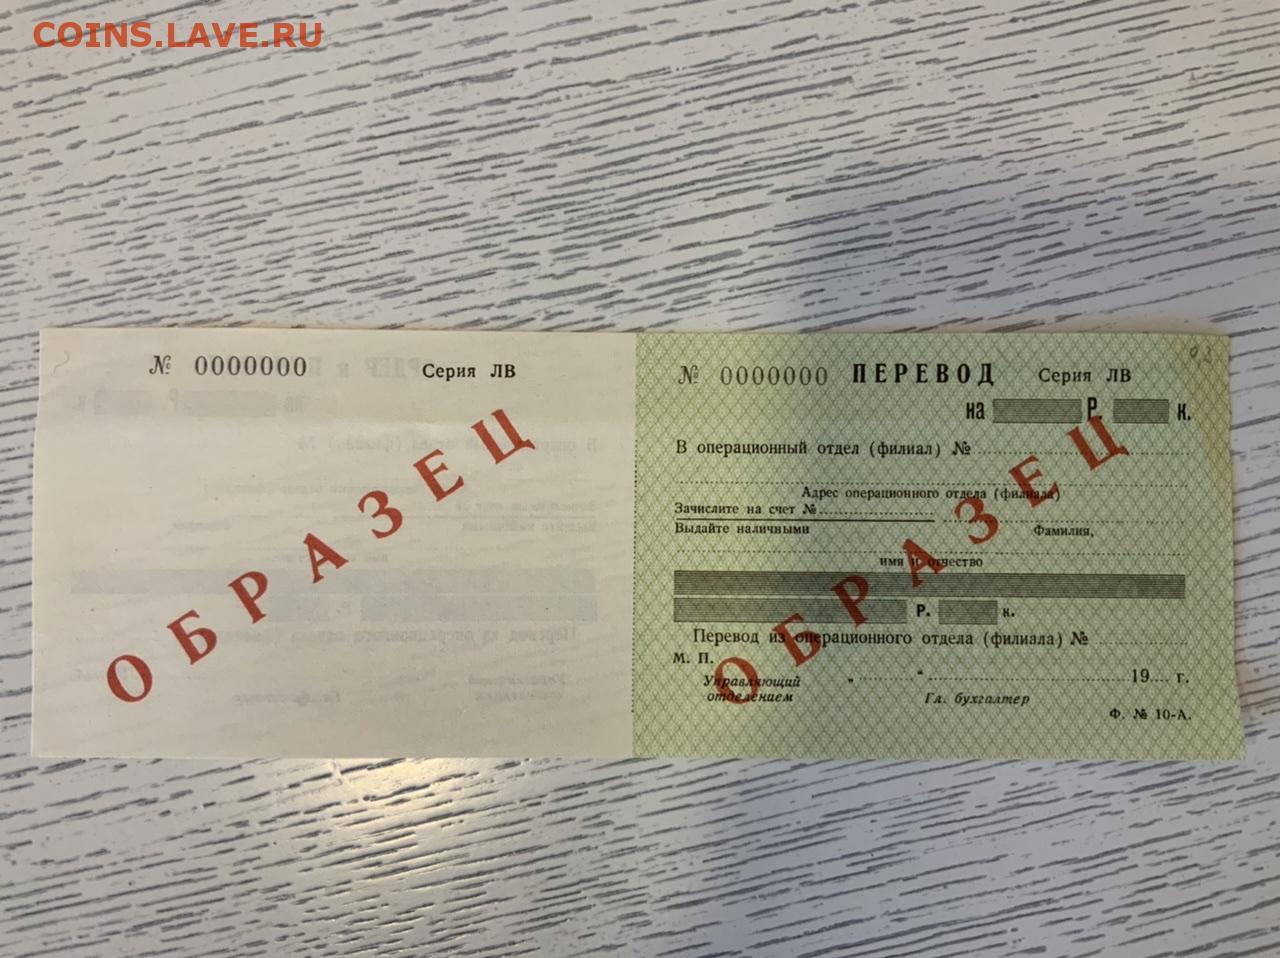 COINS.LAVE.RU
№ 0000000 Серия ЛВ
ОБРАЗЕЦ
№ 0000000 ПЕРЕВОД Серия ЛВ
на Р. к.
В операционный отдел (филиал) №
Адрес операционного отдела (филиала)
Зачислите на счет №
Выдайте наличными Фамилия,
имя и отчество
Р. к.
Перевод из операционного отдела (филиала) №
М. П.
Управляющий отделением " " 19.... г.
Гл. бухгалтер
Ф. № 10-А.
ОБРАЗЕЦ